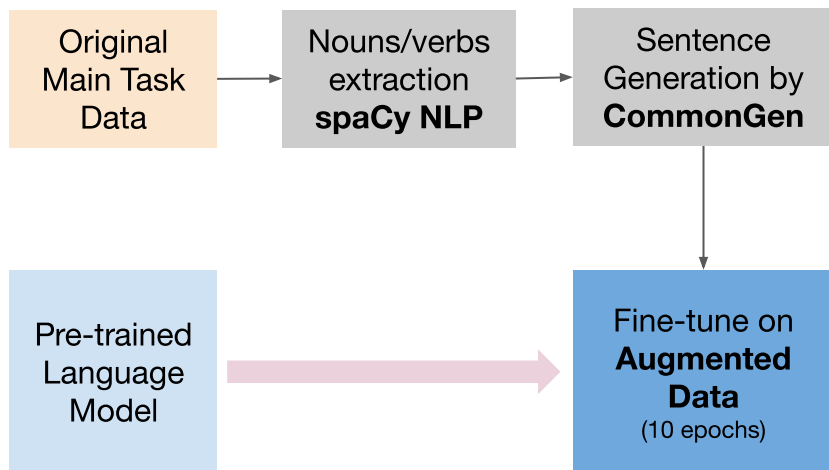 Original
Main Task
Data
Nouns/verbs
extraction
spaCy NLP
Sentence
Generation by
CommonGen
Pre-trained
Language
Model
Fine-tune on
Augmented
Data
(10 epochs)